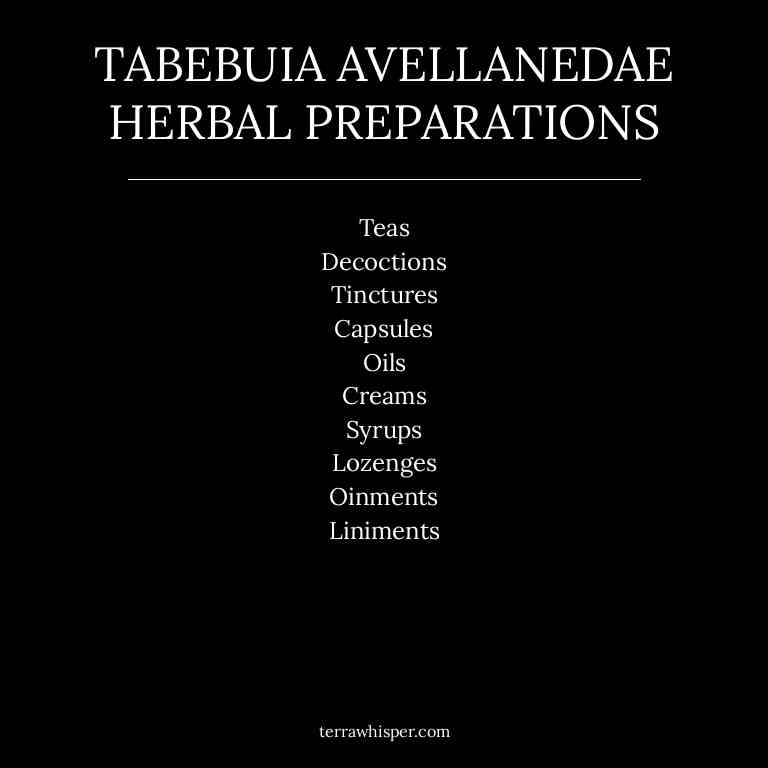 TABEBUIA AVELLANEDAE
HERBAL PREPARATIONS
Teas
Decoctions
Tinctures
Capsules
Oils
Creams
Syrups
Lozenges
Oinments
Liniments
terrawhisper.com